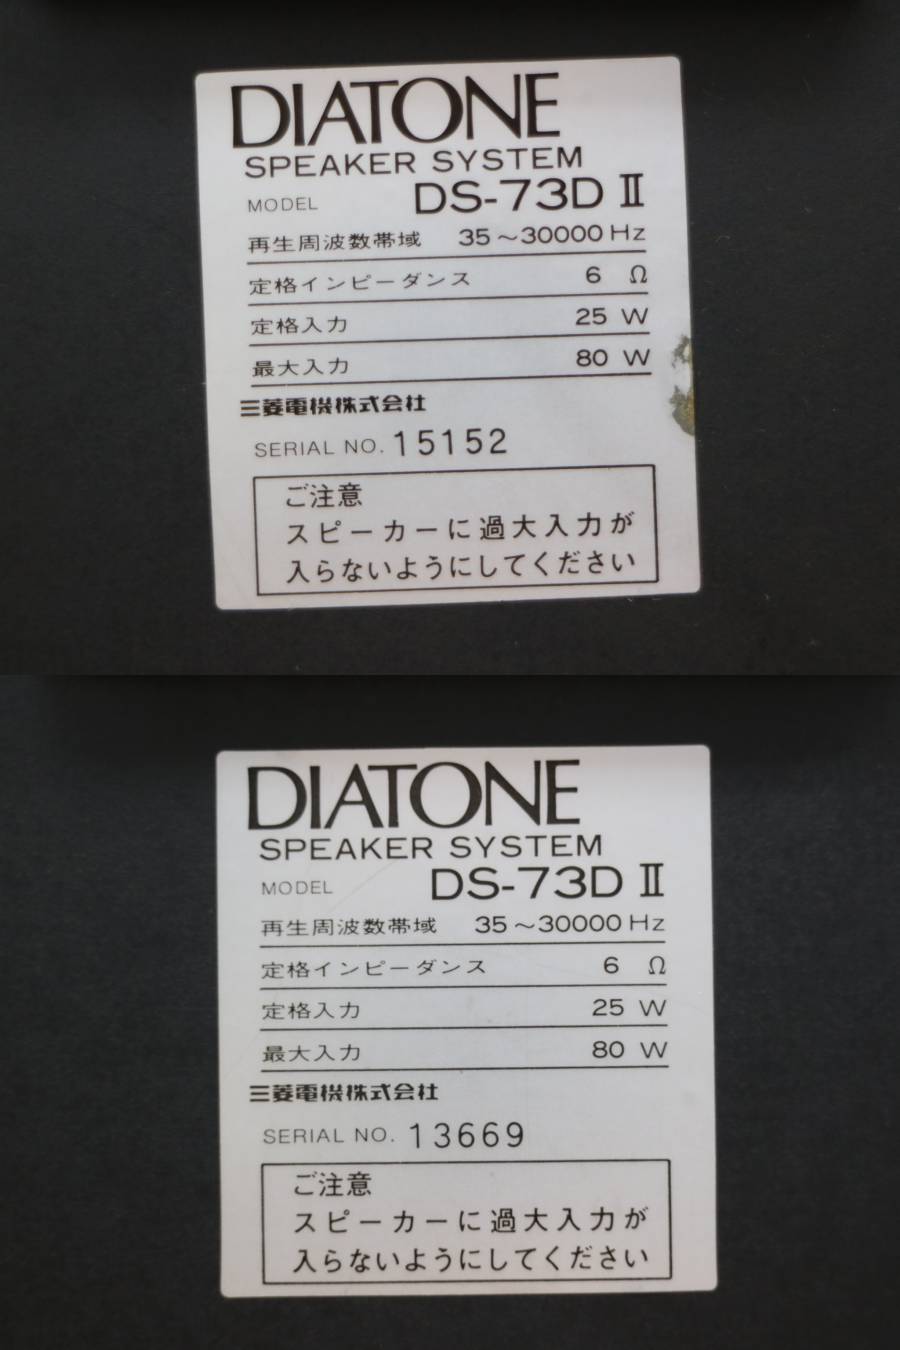 DIATONE
SPEAKER SYSTEM
MODEL DS-73D II
再生周波数帯域 35～30000 Hz
定格インピーダンス 6 Ω
定格入力 25 W
最大入力 80 W
三菱電機株式会社
SERIAL NO. 15152
ご注意
スピーカーに過大入力が
入らないようにしてください
DIATONE
SPEAKER SYSTEM
MODEL DS-73D II
再生周波数帯域 35～30000 Hz
定格インピーダンス 6 Ω
定格入力 25 W
最大入力 80 W
三菱電機株式会社
SERIAL NO. 13669
ご注意
スピーカーに過大入力が
入らないようにしてください